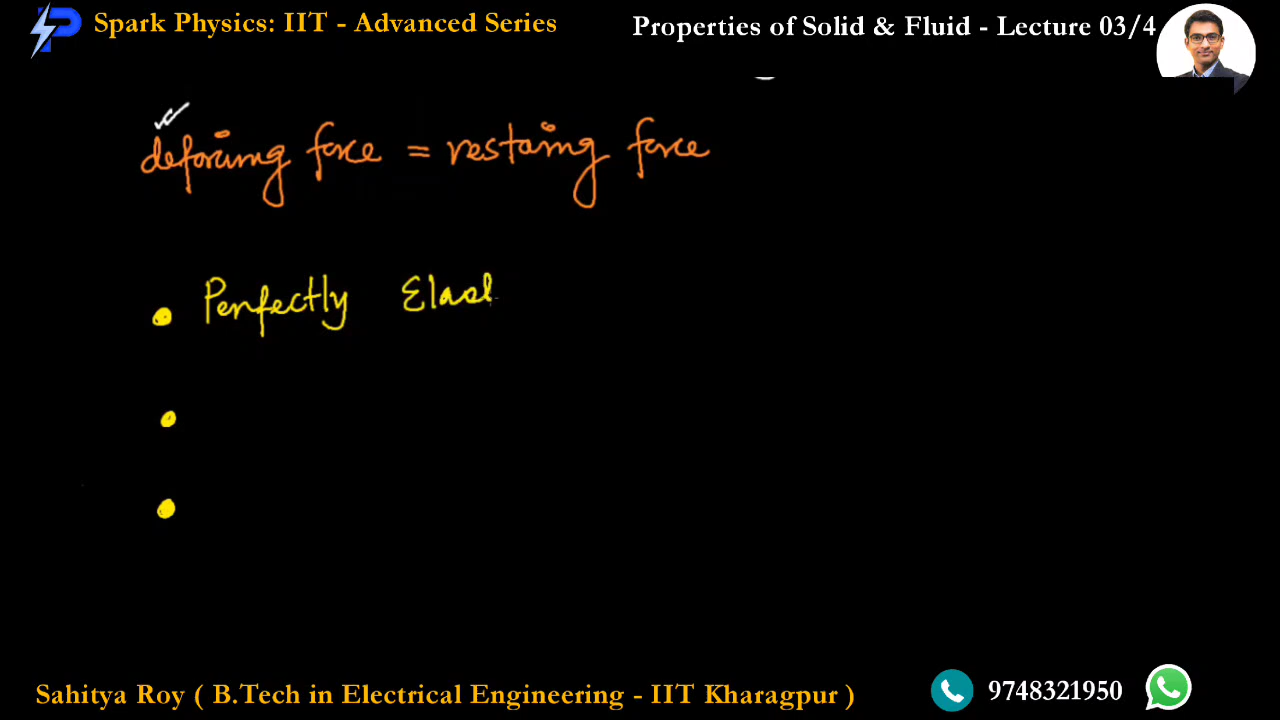 Spark Physics: IIT - Advanced Series
Properties of Solid & Fluid - Lecture 03/4
deforming force = restoring force
Perfectly Elast
Sahitya Roy ( B.Tech in Electrical Engineering - IIT Kharagpur )
9748321950